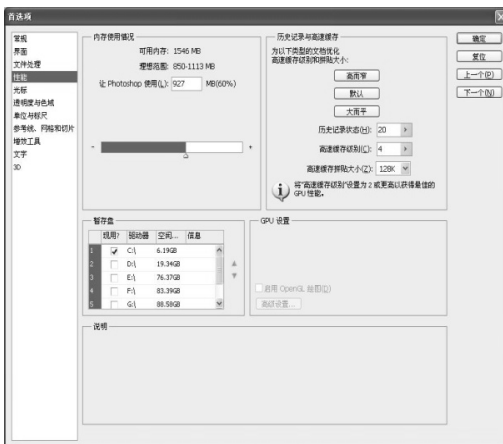 首选项
常规
界面
文件处理
性能
光标
透明度与色域
单位与标尺
参考线、网格和切片
增效工具
文字
3D
内存使用情况
可用内存: 1546 MB
理想范围: 850-1113 MB
让 Photoshop 使用(L): 927 MB(60%)
- +
历史记录与高速缓存
为以下类型的文档优化
高速缓存级别和拼贴大小:
高而窄
默认
大而平
历史记录状态(H): 20
高速缓存级别(C): 4
高速缓存拼贴大小(Z): 128K
将"高速缓存级别"设置为 2 或更高以获得最佳的
GPU 性能。
确定
复位
上一个(P)
下一个(N)
暂存盘
现用? 驱动器 空间... 信息
1 C:\ 6.19GB
2 D:\ 19.34GB
3 E:\ 76.37GB
4 F:\ 83.39GB
5 G:\ 88.58GB
GPU 设置
启用 OpenGL 绘图(D)
高级设置...
说明